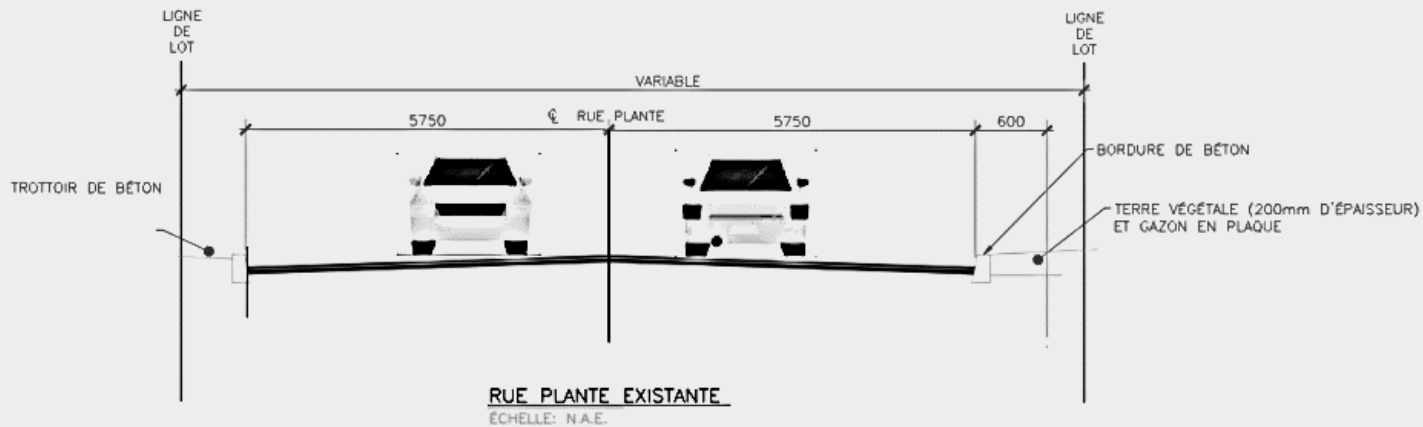 LIGNE
DE
LOT
LIGNE
DE
LOT
VARIABLE
5750
℄ RUE PLANTE
5750
600
BORDURE DE BÉTON
TROTTOIR DE BÉTON
TERRE VÉGÉTALE (200mm D'ÉPAISSEUR)
ET GAZON EN PLAQUE
RUE PLANTE EXISTANTE
ÉCHELLE: N.A.E.